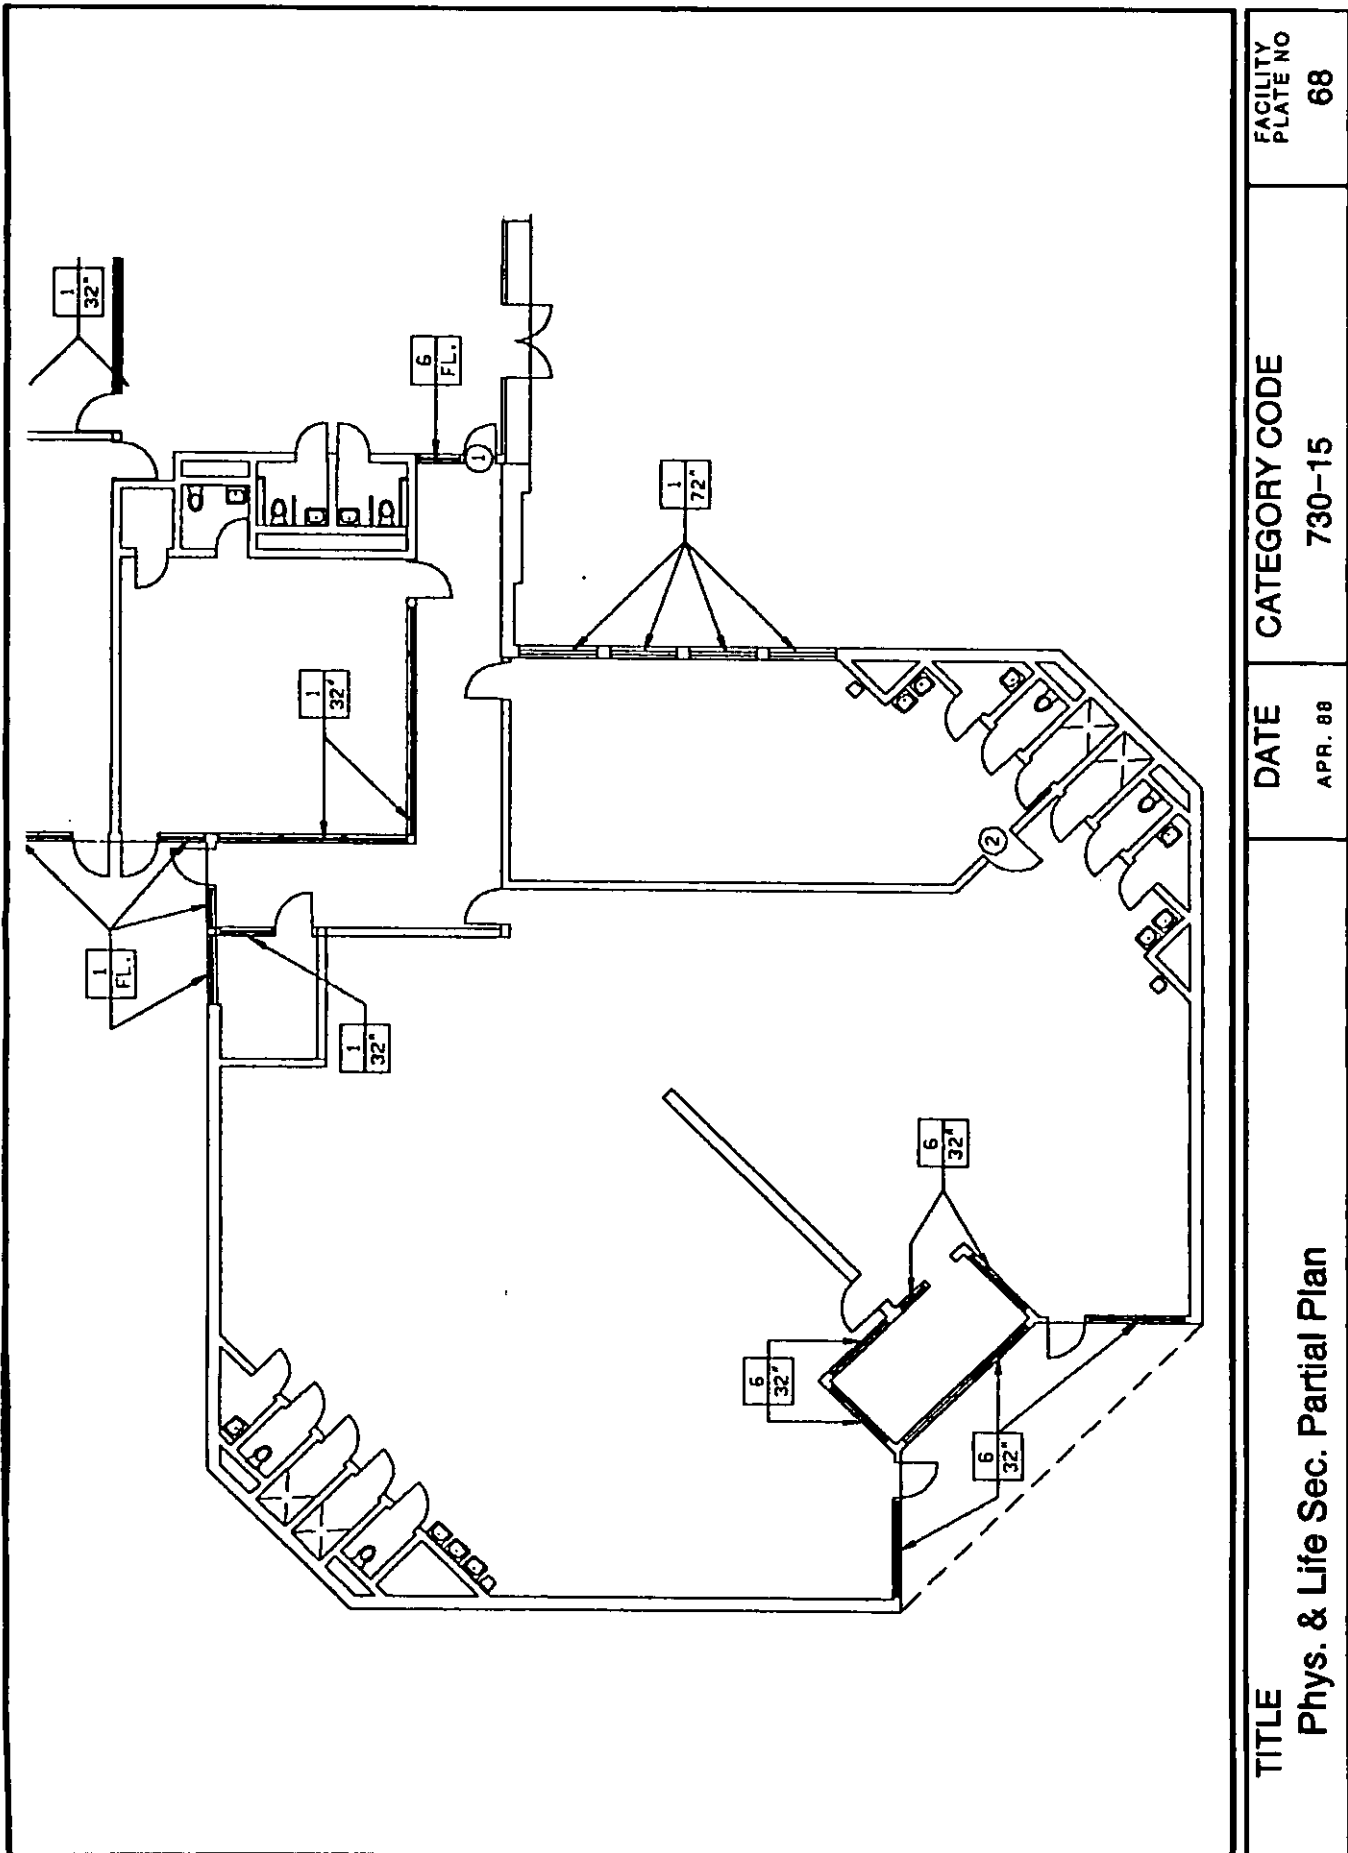 1
FL.
1
32"
1
32"
1
32"
6
FL.
1
72"
1
2
6
32"
6
32"
6
32"
TITLE
Phys. & Life Sec. Partial Plan
DATE
APR. 88
CATEGORY CODE
730-15
FACILITY
PLATE NO
68